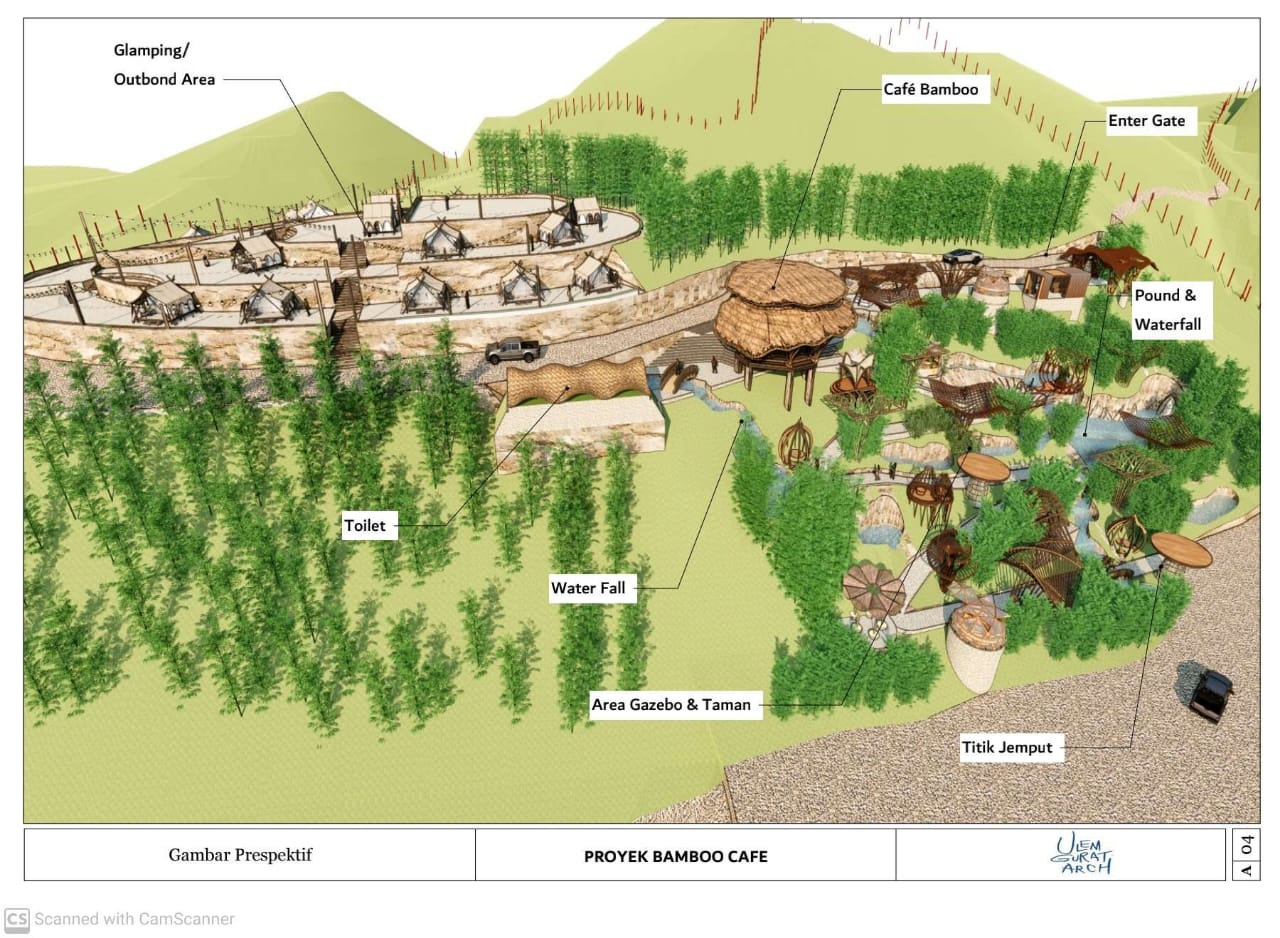 Glamping/
Outbond Area
Café Bamboo
Enter Gate
Pound &
Waterfall
Toilet
Water Fall
Area Gazebo & Taman
Titik Jemput
Gambar Prespektif
PROYEK BAMBOO CAFE
ULEM
GURAT
ARCH
A 04
CS Scanned with CamScanner